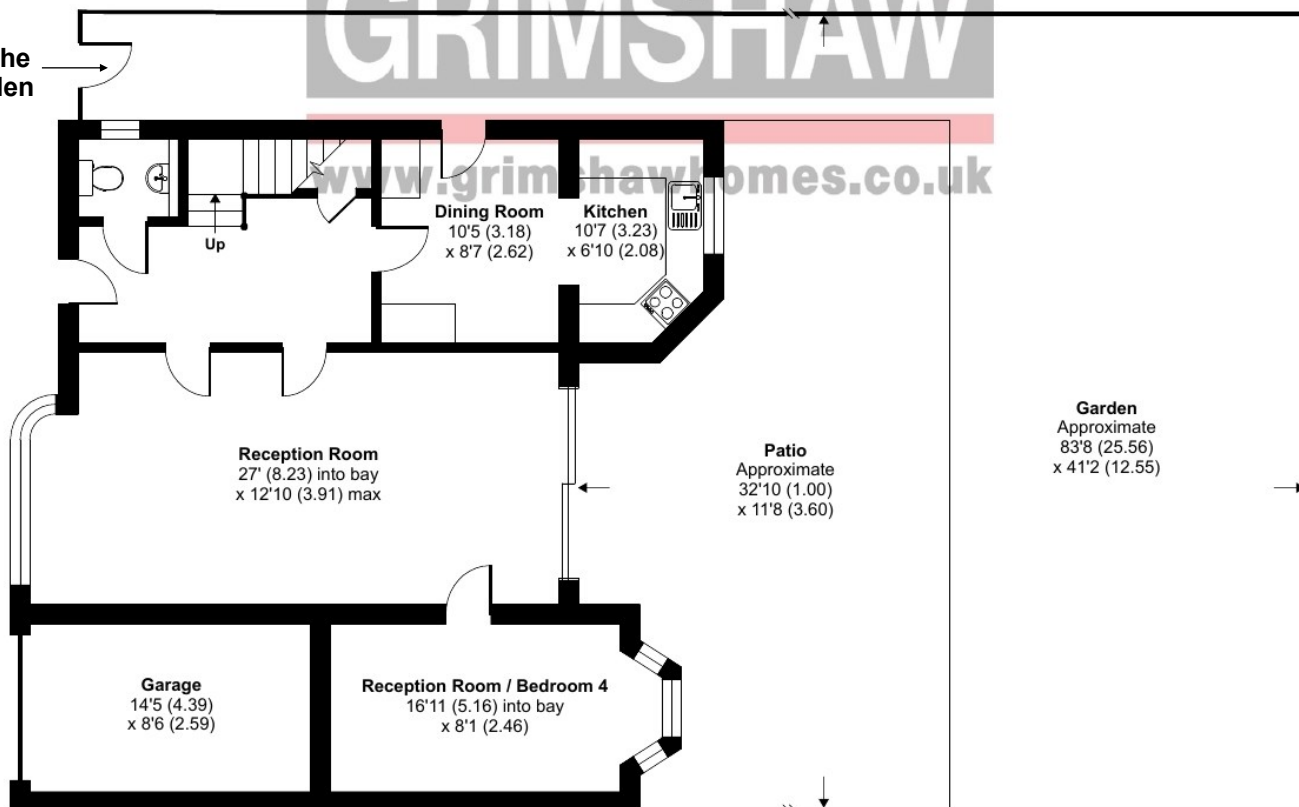 GRIMSHAW
www.grimshawhomes.co.uk
Up
Dining Room
10'5 (3.18)
x 8'7 (2.62)
Kitchen
10'7 (3.23)
x 6'10 (2.08)
Reception Room
27' (8.23) into bay
x 12'10 (3.91) max
Patio
Approximate
32'10 (1.00)
x 11'8 (3.60)
Garden
Approximate
83'8 (25.56)
x 41'2 (12.55)
Garage
14'5 (4.39)
x 8'6 (2.59)
Reception Room / Bedroom 4
16'11 (5.16) into bay
x 8'1 (2.46)